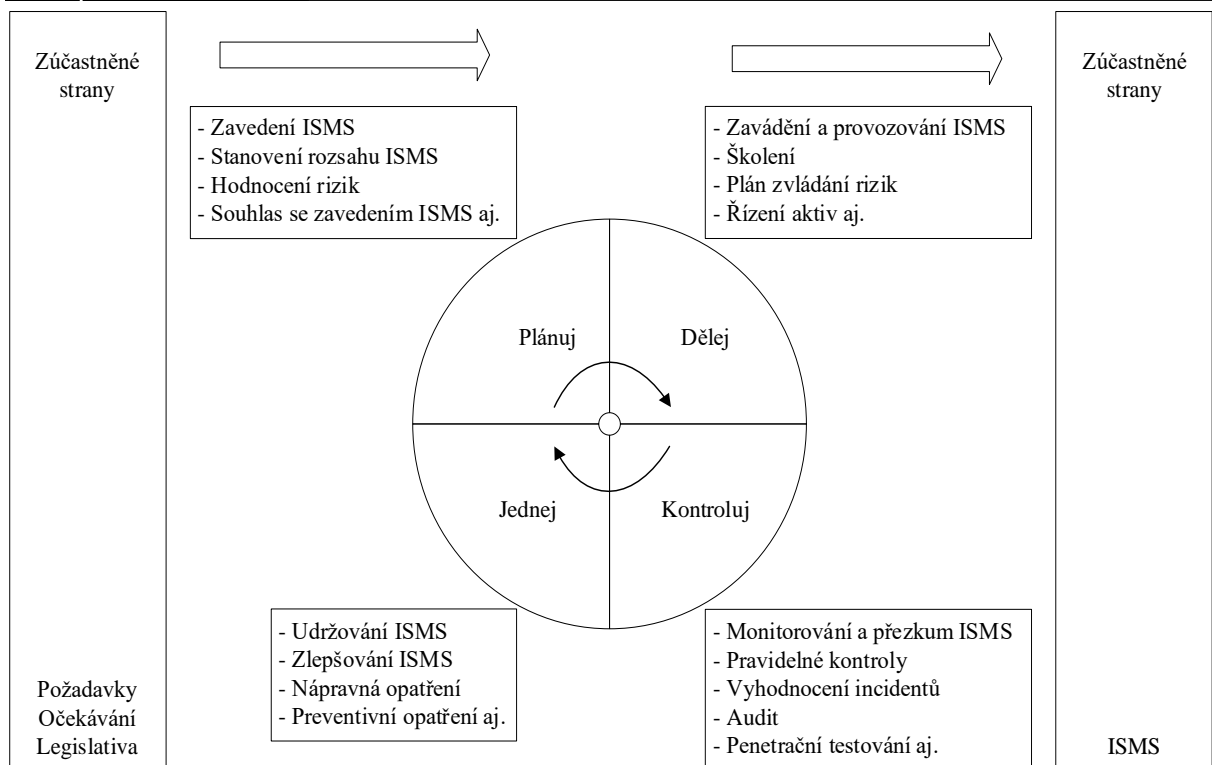 Zúčastněné
strany
Požadavky
Očekávání
Legislativa
- Zavedení ISMS
- Stanovení rozsahu ISMS
- Hodnocení rizik
- Souhlas se zavedením ISMS aj.
- Zavádění a provozování ISMS
- Školení
- Plán zvládání rizik
- Řízení aktiv aj.
Plánuj
Dělej
Jednej
Kontroluj
- Udržování ISMS
- Zlepšování ISMS
- Nápravná opatření
- Preventivní opatření aj.
- Monitorování a přezkum ISMS
- Pravidelné kontroly
- Vyhodnocení incidentů
- Audit
- Penetrační testování aj.
Zúčastněné
strany
ISMS